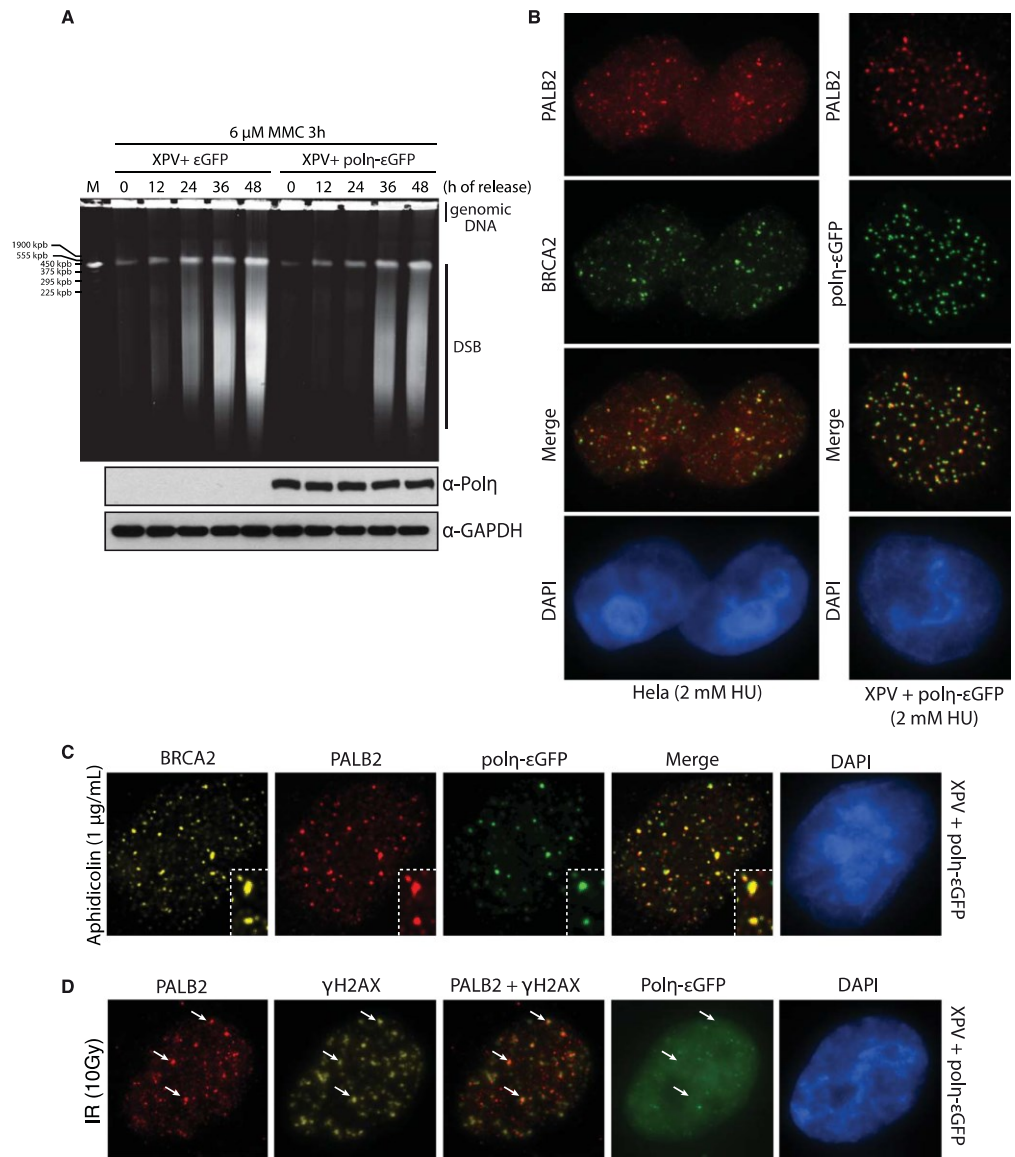 A
6 µM MMC 3h
XPV+ εGFP
XPV+ polη-εGFP
M 0 12 24 36 48 0 12 24 36 48 (h of release)
genomic
DNA
1900 kpb
555 kpb
450 kpb
375 kpb
295 kpb
225 kpb
DSB
α-Polη
α-GAPDH
B
PALB2
PALB2
BRCA2
polη-εGFP
Merge
Merge
DAPI
DAPI
Hela (2 mM HU)
XPV + polη-εGFP
(2 mM HU)
C
BRCA2
PALB2
polη-εGFP
Merge
DAPI
Aphidicolin (1 µg/mL)
XPV + polη-εGFP
D
PALB2
γH2AX
PALB2 + γH2AX
Polη-εGFP
DAPI
IR (10Gy)
XPV + polη-εGFP